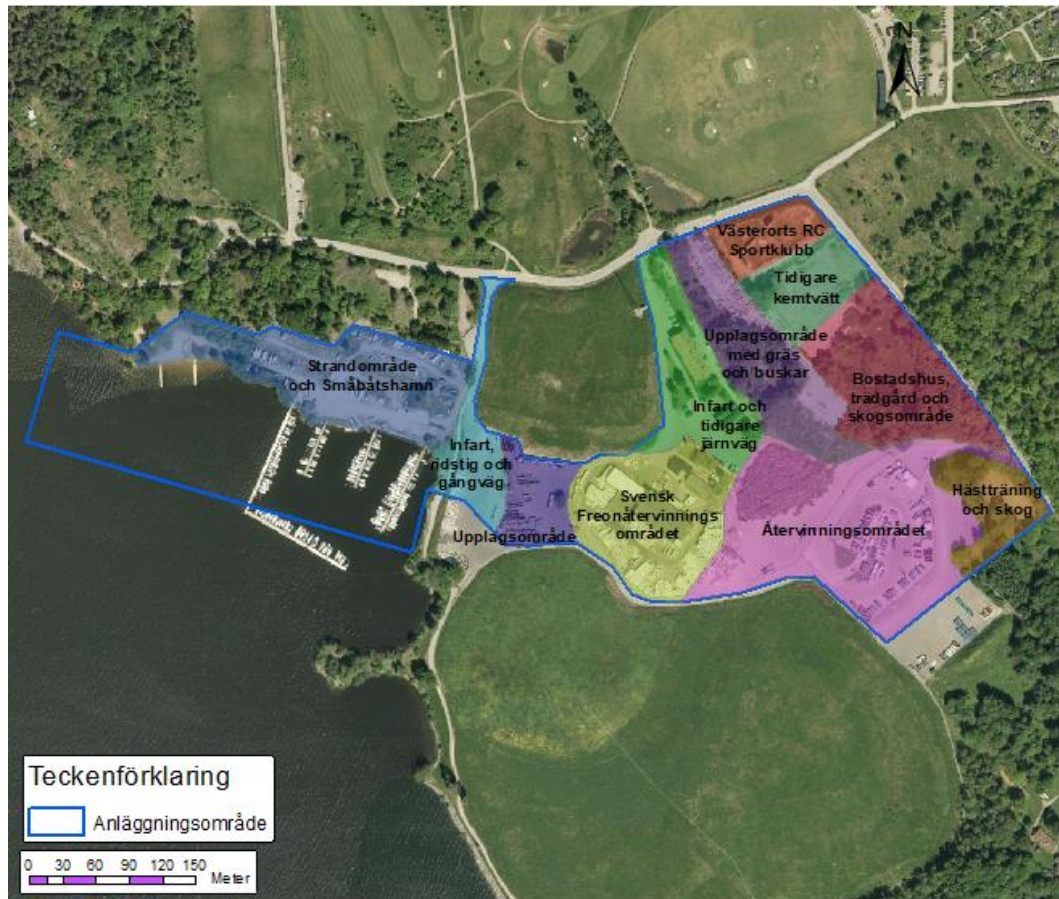 N
Västerorts RC
Sportklubb
Tidigare
kemtvätt
Upplagsområde
med gräs
och buskar
Strandområde
och Småbåtshamn
Bostadshus,
trädgård och
skogsområde
Infart och
tidigare
järnväg
Infart,
ridstig och
gångväg
Svensk
Freonåtervinnings
området
Hästträning
och skog
Upplagsområde
Återvinningsområdet
Teckenförklaring
Anläggningsområde
0 30 60 90 120 150
Meter